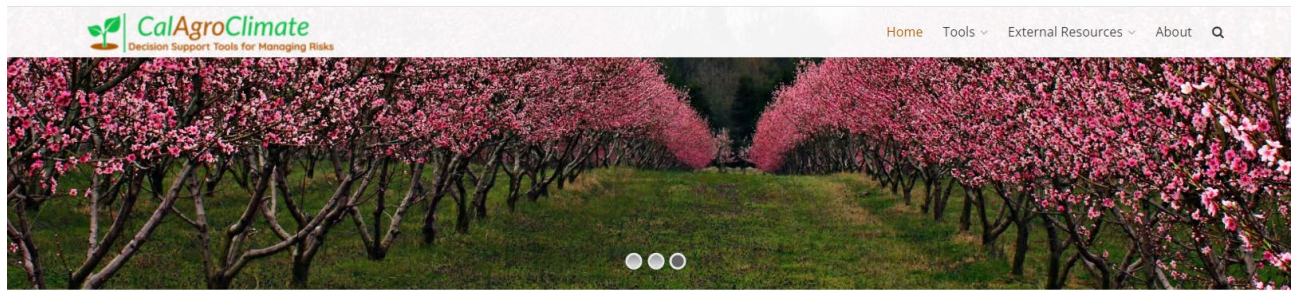 CalAgroClimate
Decision Support Tools for Managing Risks
Home Tools External Resources About